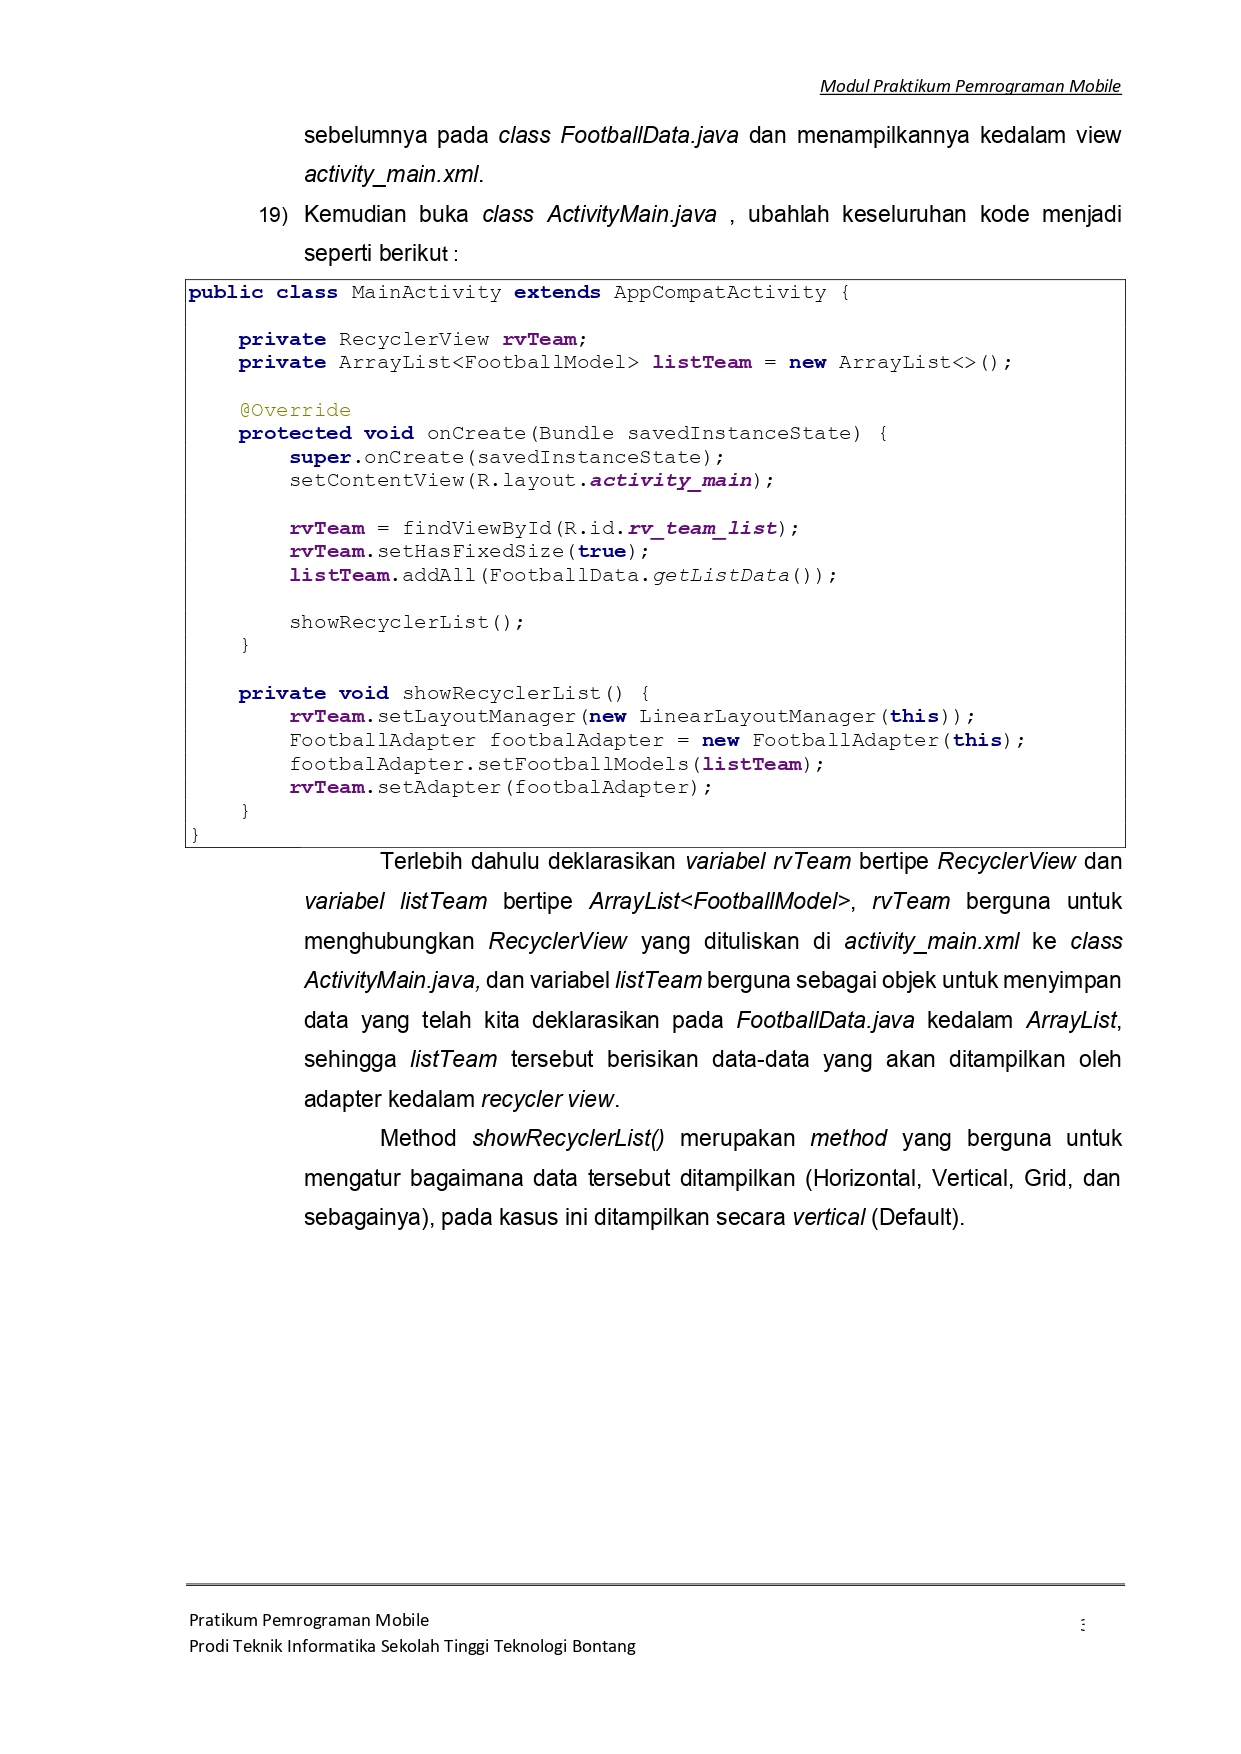 Modul Praktikum Pemrograman Mobile
sebelumnya pada class FootballData.java dan menampilkannya kedalam view
activity_main.xml.
19) Kemudian buka class ActivityMain.java , ubahlah keseluruhan kode menjadi
seperti berikut :
public class MainActivity extends AppCompatActivity {

    private RecyclerView rvTeam;
    private ArrayList<FootballModel> listTeam = new ArrayList<>();

    @Override
    protected void onCreate(Bundle savedInstanceState) {
        super.onCreate(savedInstanceState);
        setContentView(R.layout.activity_main);

        rvTeam = findViewById(R.id.rv_team_list);
        rvTeam.setHasFixedSize(true);
        listTeam.addAll(FootballData.getListData());

        showRecyclerList();
    }

    private void showRecyclerList() {
        rvTeam.setLayoutManager(new LinearLayoutManager(this));
        FootballAdapter footbalAdapter = new FootballAdapter(this);
        footbalAdapter.setFootballModels(listTeam);
        rvTeam.setAdapter(footbalAdapter);
    }
}
Terlebih dahulu deklarasikan variabel rvTeam bertipe RecyclerView dan
variabel listTeam bertipe ArrayList<FootballModel>, rvTeam berguna untuk
menghubungkan RecyclerView yang dituliskan di activity_main.xml ke class
ActivityMain.java, dan variabel listTeam berguna sebagai objek untuk menyimpan
data yang telah kita deklarasikan pada FootballData.java kedalam ArrayList,
sehingga listTeam tersebut berisikan data-data yang akan ditampilkan oleh
adapter kedalam recycler view.
Method showRecyclerList() merupakan method yang berguna untuk
mengatur bagaimana data tersebut ditampilkan (Horizontal, Vertical, Grid, dan
sebagainya), pada kasus ini ditampilkan secara vertical (Default).
Pratikum Pemrograman Mobile
Prodi Teknik Informatika Sekolah Tinggi Teknologi Bontang